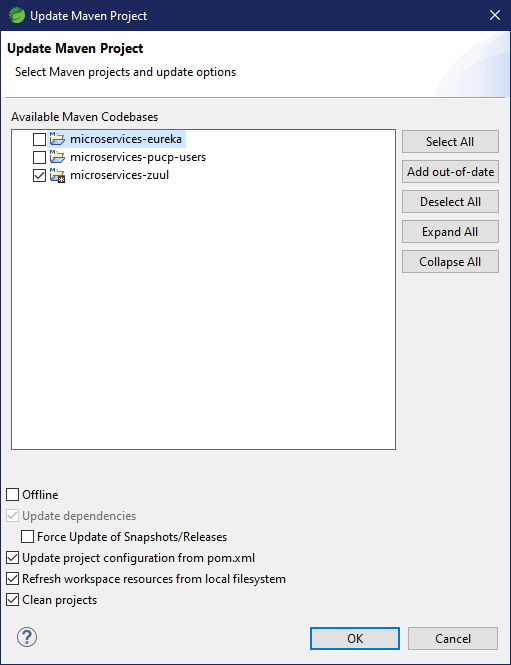 Update Maven Project
Update Maven Project
Select Maven projects and update options
Available Maven Codebases
microservices-eureka
microservices-pucp-users
microservices-zuul
Select All
Add out-of-date
Deselect All
Expand All
Collapse All
Offline
Update dependencies
Force Update of Snapshots/Releases
Update project configuration from pom.xml
Refresh workspace resources from local filesystem
Clean projects
OK
Cancel